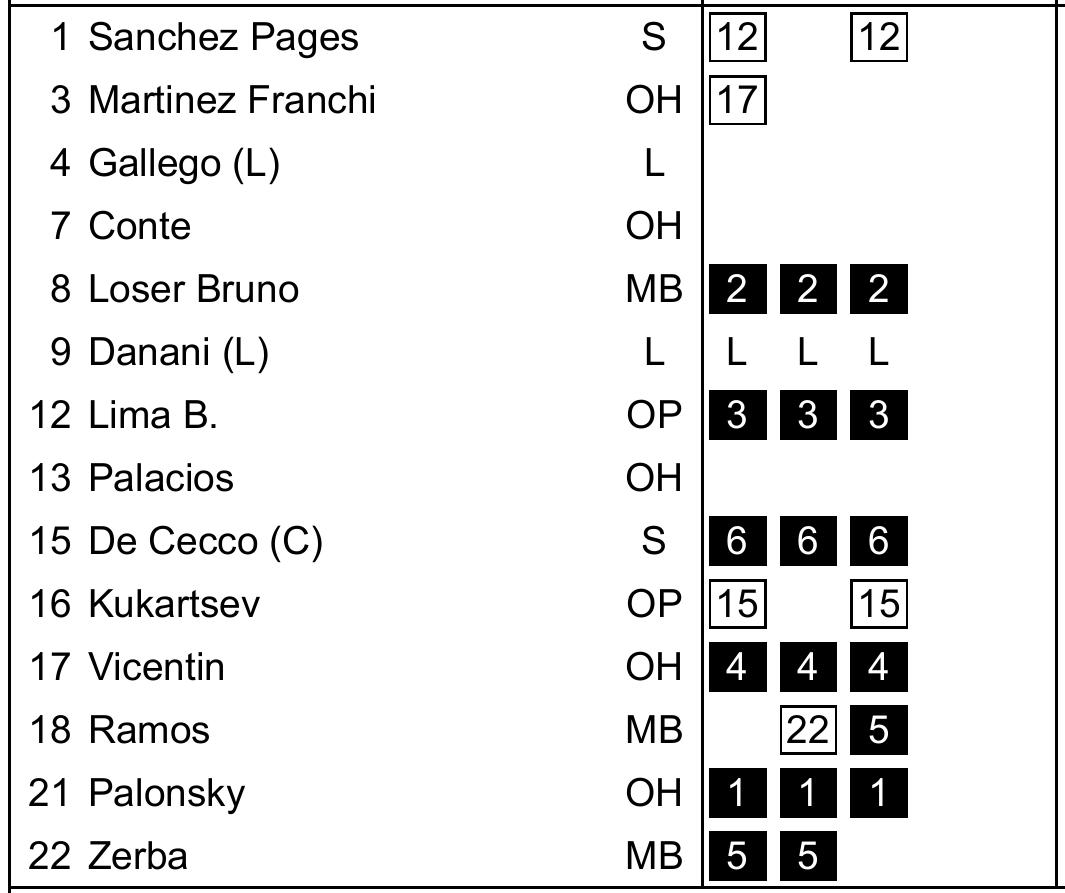 1 Sanchez Pages S 12 12
3 Martinez Franchi OH 17
4 Gallego (L) L
7 Conte OH
8 Loser Bruno MB 2 2 2
9 Danani (L) L L L L
12 Lima B. OP 3 3 3
13 Palacios OH
15 De Cecco (C) S 6 6 6
16 Kukartsev OP 15 15
17 Vicentin OH 4 4 4
18 Ramos MB 22 5
21 Palonsky OH 1 1 1
22 Zerba MB 5 5